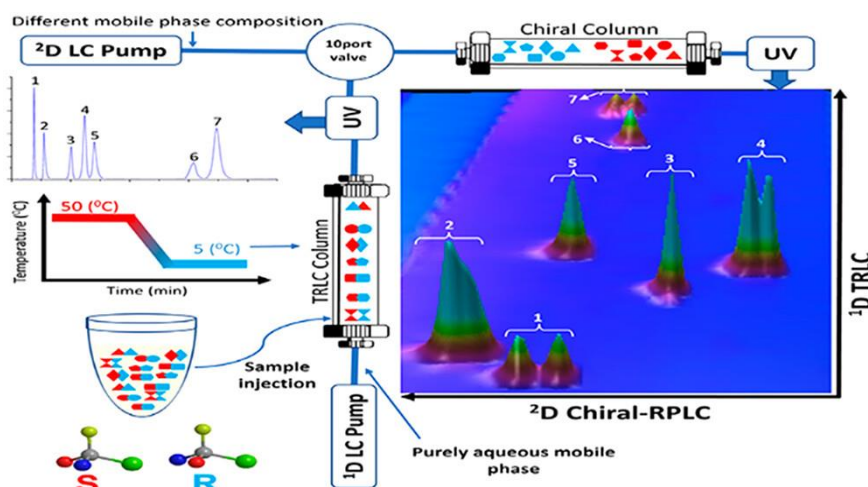 Different mobile phase composition
²D LC Pump
10port
valve
Chiral Column
UV
1
2
3
4
5
6
7
UV
Temperature (°C)
50 (°C)
5 (°C)
Time (min)
TRLC Column
Sample
injection
¹D LC Pump
Purely aqueous mobile
phase
S
R
7
6
5
3
4
2
1
¹D TRLC
²D Chiral-RPLC